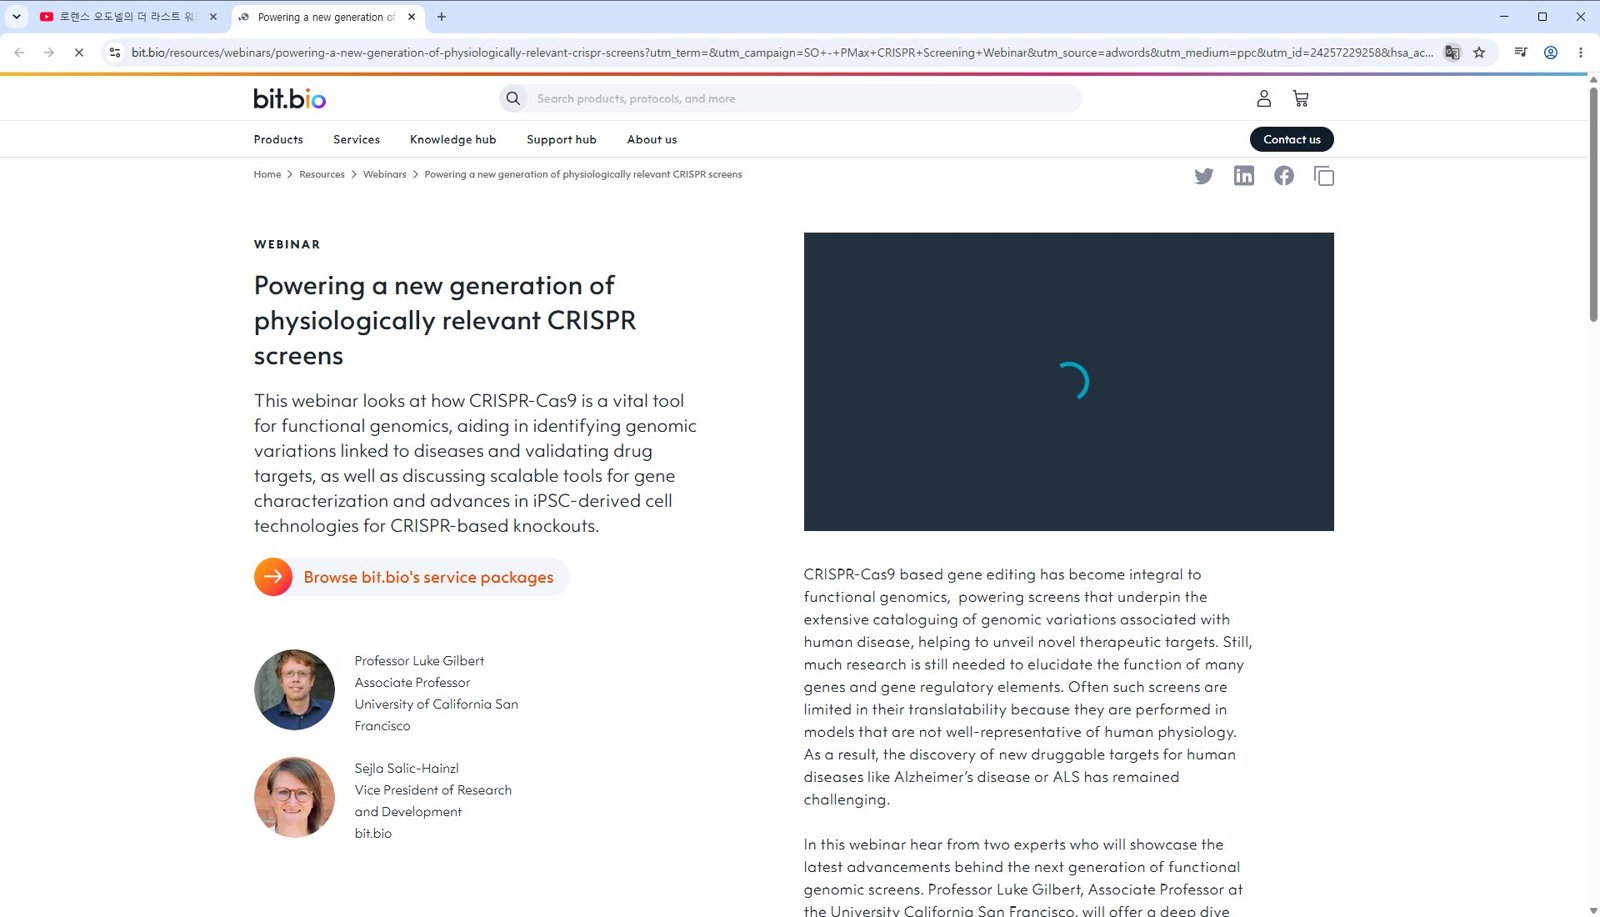 로렌스 오도넬의 더 라스트 워드
Powering a new generation of
bit.bio/resources/webinars/powering-a-new-generation-of-physiologically-relevant-crispr-screens?utm_term=&utm_campaign=SO+-+PMax+CRISPR+Screening+Webinar&utm_source=adwords&utm_medium=ppc&utm_id=24257229258&hsa_ac...
bit.bio
Search products, protocols, and more
Products
Services
Knowledge hub
Support hub
About us
Contact us
Home > Resources > Webinars > Powering a new generation of physiologically relevant CRISPR screens
WEBINAR
Powering a new generation of
physiologically relevant CRISPR
screens
This webinar looks at how CRISPR-Cas9 is a vital tool
for functional genomics, aiding in identifying genomic
variations linked to diseases and validating drug
targets, as well as discussing scalable tools for gene
characterization and advances in iPSC-derived cell
technologies for CRISPR-based knockouts.
Browse bit.bio's service packages
Professor Luke Gilbert
Associate Professor
University of California San
Francisco
Sejla Salic-Hainzl
Vice President of Research
and Development
bit.bio
CRISPR-Cas9 based gene editing has become integral to
functional genomics, powering screens that underpin the
extensive cataloguing of genomic variations associated with
human disease, helping to unveil novel therapeutic targets. Still,
much research is still needed to elucidate the function of many
genes and gene regulatory elements. Often such screens are
limited in their translatability because they are performed in
models that are not well-representative of human physiology.
As a result, the discovery of new druggable targets for human
diseases like Alzheimer's disease or ALS has remained
challenging.
In this webinar hear from two experts who will showcase the
latest advancements behind the next generation of functional
genomic screens. Professor Luke Gilbert, Associate Professor at
the University California San Francisco, will offer a deep dive